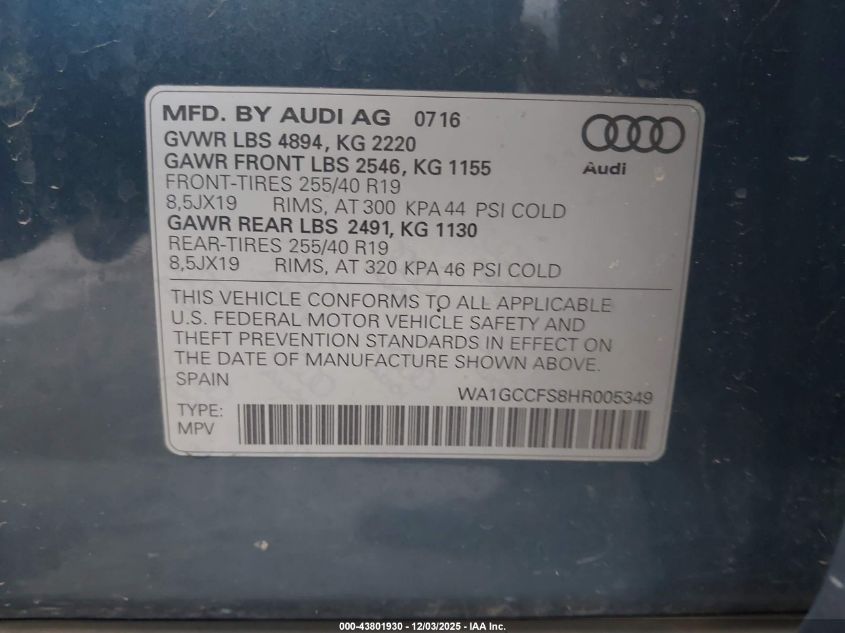 MFD. BY AUDI AG 0716
GVWR LBS 4894, KG 2220
GAWR FRONT LBS 2546, KG 1155
FRONT-TIRES 255/40 R19
8,5JX19 RIMS, AT 300 KPA 44 PSI COLD
GAWR REAR LBS 2491, KG 1130
REAR-TIRES 255/40 R19
8,5JX19 RIMS, AT 320 KPA 46 PSI COLD
Audi
THIS VEHICLE CONFORMS TO ALL APPLICABLE
U.S. FEDERAL MOTOR VEHICLE SAFETY AND
THEFT PREVENTION STANDARDS IN EFFECT ON
THE DATE OF MANUFACTURE SHOWN ABOVE.
SPAIN WA1GCCFS8HR005349
TYPE:
MPV
000-43801930 - 12/03/2025 - IAA Inc.